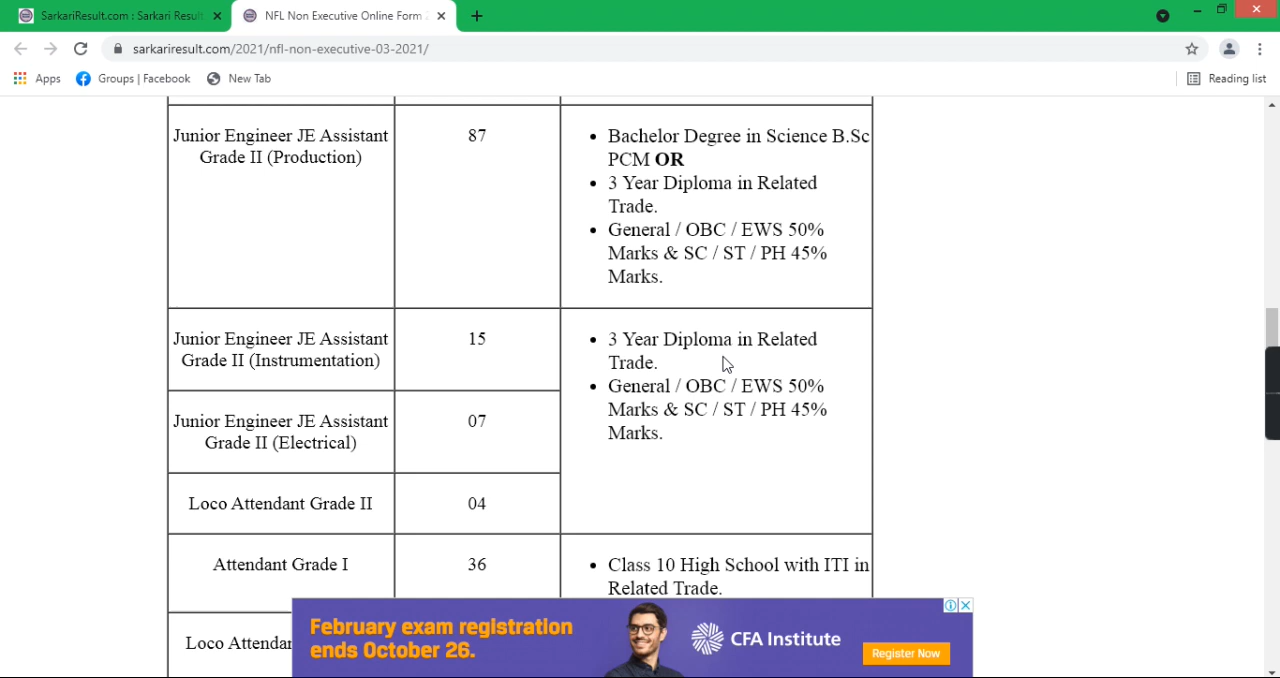 SarkariResult.com : Sarkari Result
NFL Non Executive Online Form
sarkariresult.com/2021/nfl-non-executive-03-2021/
Apps
Groups | Facebook
New Tab
Reading list
Junior Engineer JE Assistant
Grade II (Production)
87
• Bachelor Degree in Science B.Sc
PCM OR
• 3 Year Diploma in Related
Trade.
• General / OBC / EWS 50%
Marks & SC / ST / PH 45%
Marks.
Junior Engineer JE Assistant
Grade II (Instrumentation)
15
• 3 Year Diploma in Related
Trade.
• General / OBC / EWS 50%
Marks & SC / ST / PH 45%
Marks.
Junior Engineer JE Assistant
Grade II (Electrical)
07
Loco Attendant Grade II
04
Attendant Grade I
36
• Class 10 High School with ITI in
Related Trade.
Loco
February exam registration
ends October 26.
CFA Institute
Register Now